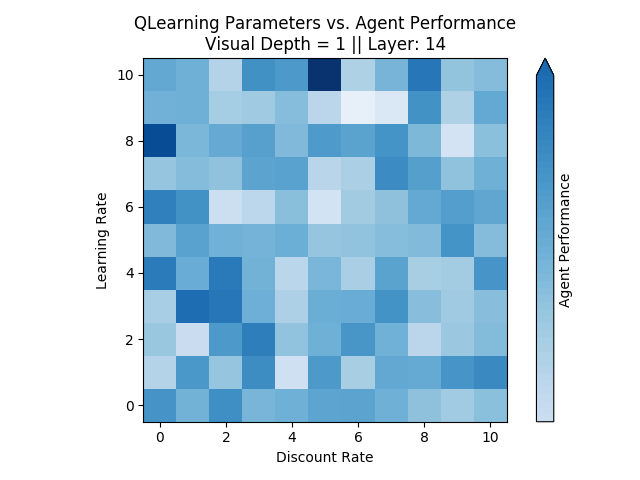 QLearning Parameters vs. Agent Performance
Visual Depth = 1 || Layer: 14
10
8
6
4
2
0
Learning Rate
0 2 4 6 8 10
Discount Rate
Agent Performance